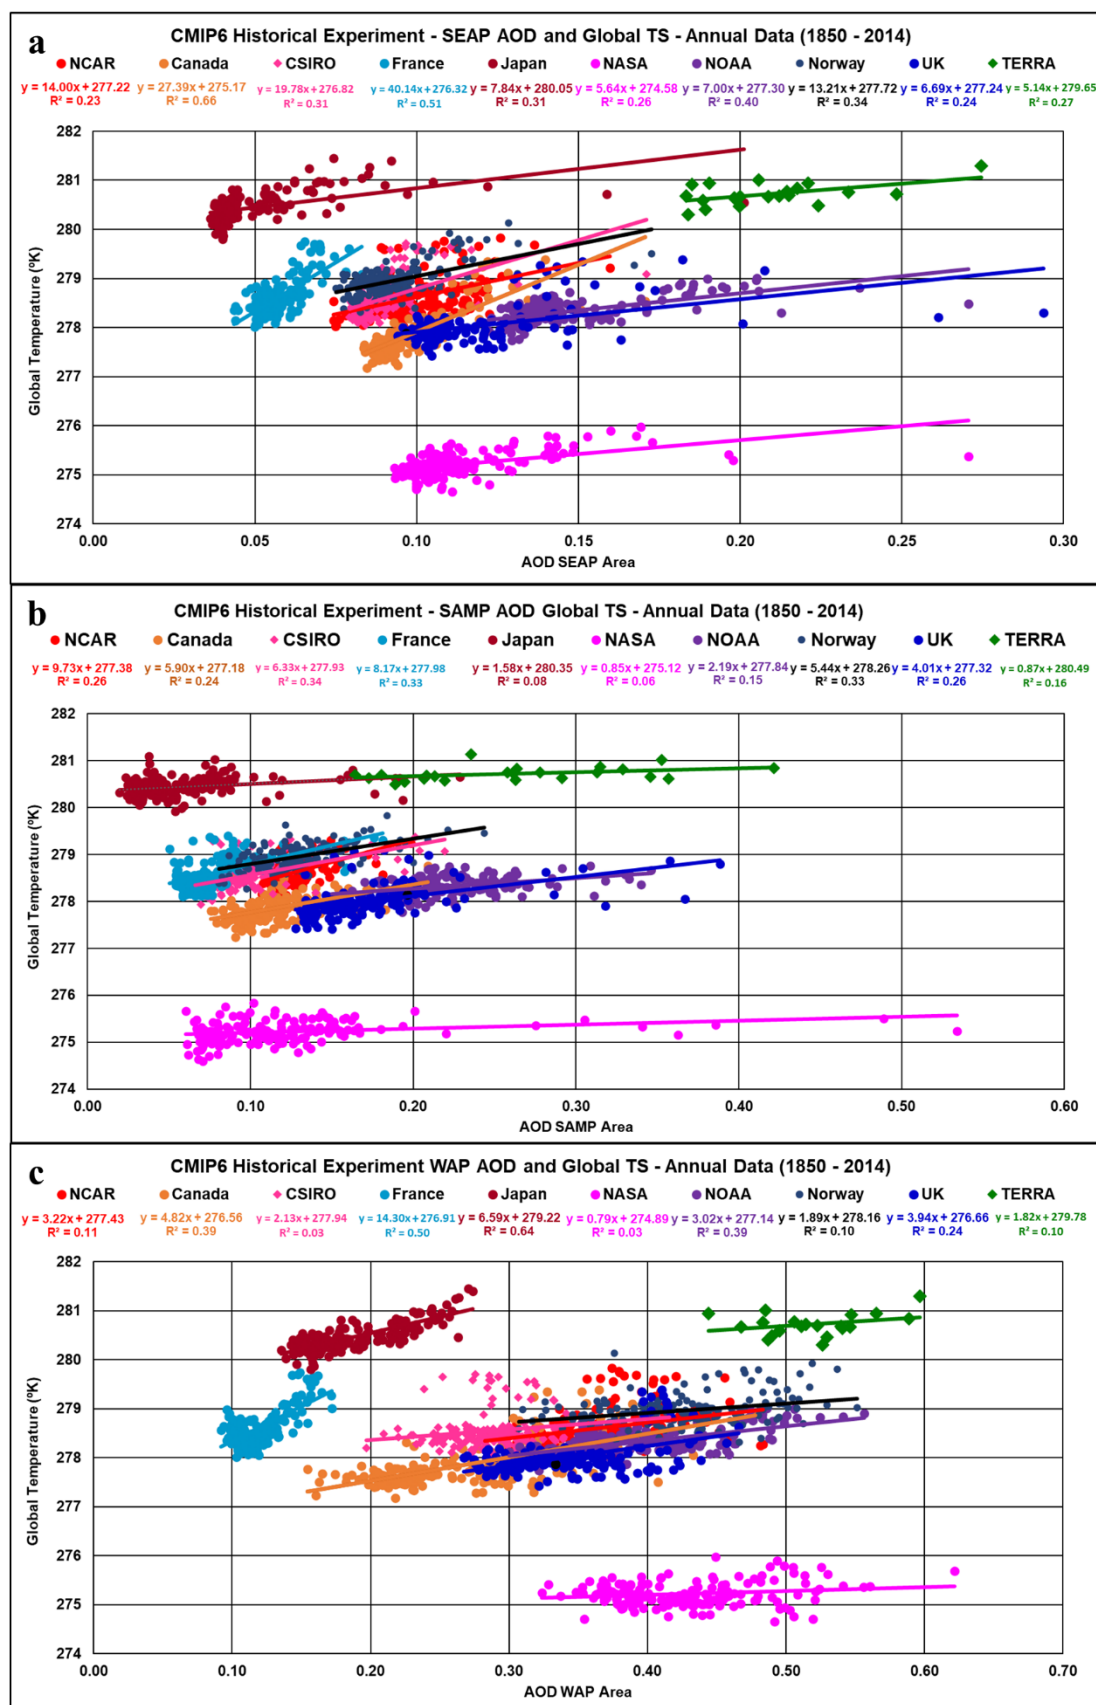 a
CMIP6 Historical Experiment - SEAP AOD and Global TS - Annual Data (1850 - 2014)
NCAR Canada CSIRO France Japan NASA NOAA Norway UK TERRA
y = 14.00x + 277.22 y = 27.39x + 275.17 y = 19.78x + 276.82 y = 40.14x + 276.32 y = 7.84x + 280.05 y = 5.64x + 274.58 y = 7.00x + 277.30 y = 13.21x + 277.72 y = 6.69x + 277.24 y = 5.14x + 279.65
R² = 0.23 R² = 0.66 R² = 0.31 R² = 0.51 R² = 0.31 R² = 0.26 R² = 0.40 R² = 0.34 R² = 0.24 R² = 0.27
282
281
280
279
278
277
276
275
274
Global Temperature (ºK)
0.00 0.05 0.10 0.15 0.20 0.25 0.30
AOD SEAP Area
b
CMIP6 Historical Experiment - SAMP AOD Global TS - Annual Data (1850 - 2014)
NCAR Canada CSIRO France Japan NASA NOAA Norway UK TERRA
y = 9.73x + 277.38 y = 5.90x + 277.18 y = 6.33x + 277.93 y = 8.17x + 277.98 y = 1.58x + 280.35 y = 0.85x + 275.12 y = 2.19x + 277.84 y = 5.44x + 278.26 y = 4.01x + 277.32 y = 0.87x + 280.49
R² = 0.26 R² = 0.24 R² = 0.34 R² = 0.33 R² = 0.08 R² = 0.06 R² = 0.15 R² = 0.33 R² = 0.26 R² = 0.16
282
281
280
279
278
277
276
275
274
Global Temperature (ºK)
0.00 0.10 0.20 0.30 0.40 0.50 0.60
AOD SAMP Area
c
CMIP6 Historical Experiment WAP AOD and Global TS - Annual Data (1850 - 2014)
NCAR Canada CSIRO France Japan NASA NOAA Norway UK TERRA
y = 3.22x + 277.43 y = 4.82x + 276.56 y = 2.13x + 277.94 y = 14.30x + 276.91 y = 6.59x + 279.22 y = 0.79x + 274.89 y = 3.02x + 277.14 y = 1.89x + 278.16 y = 3.94x + 276.66 y = 1.82x + 279.78
R² = 0.11 R² = 0.39 R² = 0.03 R² = 0.50 R² = 0.64 R² = 0.03 R² = 0.39 R² = 0.10 R² = 0.24 R² = 0.10
282
281
280
279
278
277
276
275
274
Global Temperature (ºK)
0.00 0.10 0.20 0.30 0.40 0.50 0.60 0.70
AOD WAP Area